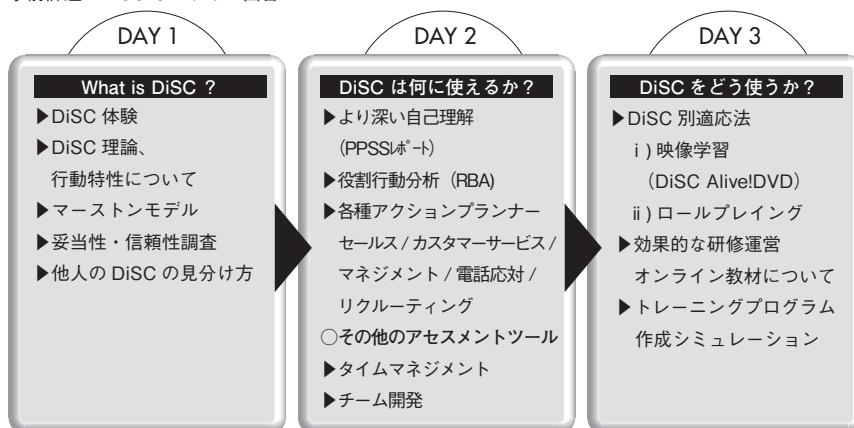 DAY 1
What is DiSC ?
▶DiSC 体験
▶DiSC 理論、
行動特性について
▶マーストンモデル
▶妥当性・信頼性調査
▶他人の DiSC の見分け方
DAY 2
DiSC は何に使えるか？
▶より深い自己理解
(PPSSレポート)
▶役割行動分析（RBA)
▶各種アクションプランナー
セールス / カスタマーサービス /
マネジメント / 電話応対 /
リクルーティング
○その他のアセスメントツール
▶タイムマネジメント
▶チーム開発
DAY 3
DiSC をどう使うか？
▶DiSC 別適応法
ⅰ) 映像学習
（DiSC Alive!DVD）
ⅱ) ロールプレイング
▶効果的な研修運営
オンライン教材について
▶トレーニングプログラム
作成シミュレーション